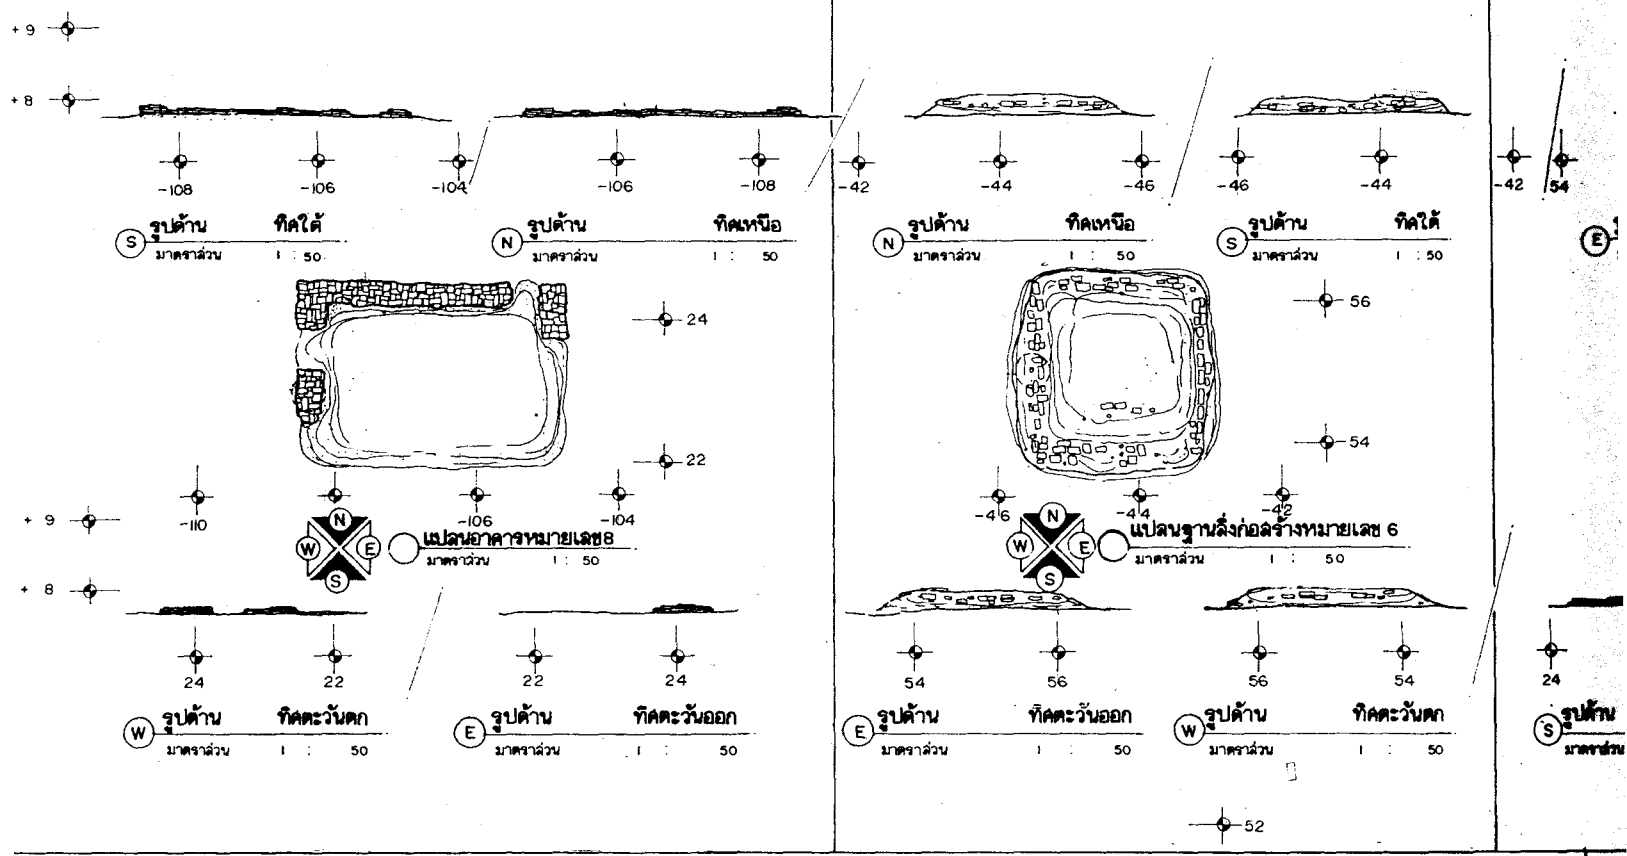 + 9
+ 8
-108 -106 -104 -106 -108 -42 -44 -46 -46 -44 -42 54
S รูปด้าน ทิศใต้
มาตราส่วน 1 : 50
N รูปด้าน ทิศเหนือ
มาตราส่วน 1 : 50
N รูปด้าน ทิศเหนือ
มาตราส่วน 1 : 50
S รูปด้าน ทิศใต้
มาตราส่วน 1 : 50
E
24
22
56
54
-110 -106 -104
-46 -44 -42
+ 9
+ 8
N
W E
S
แปลนอาคารหมายเลข8
มาตราส่วน 1 : 50
N
W E
S
แปลนฐานสิ่งก่อสร้างหมายเลข 6
มาตราส่วน 1 : 50
24 22 22 24 54 56 56 54 24
W รูปด้าน ทิศตะวันตก
มาตราส่วน 1 : 50
E รูปด้าน ทิศตะวันออก
มาตราส่วน 1 : 50
E รูปด้าน ทิศตะวันออก
มาตราส่วน 1 : 50
W รูปด้าน ทิศตะวันตก
มาตราส่วน 1 : 50
S รูปด้าน
มาตราส่วน
52